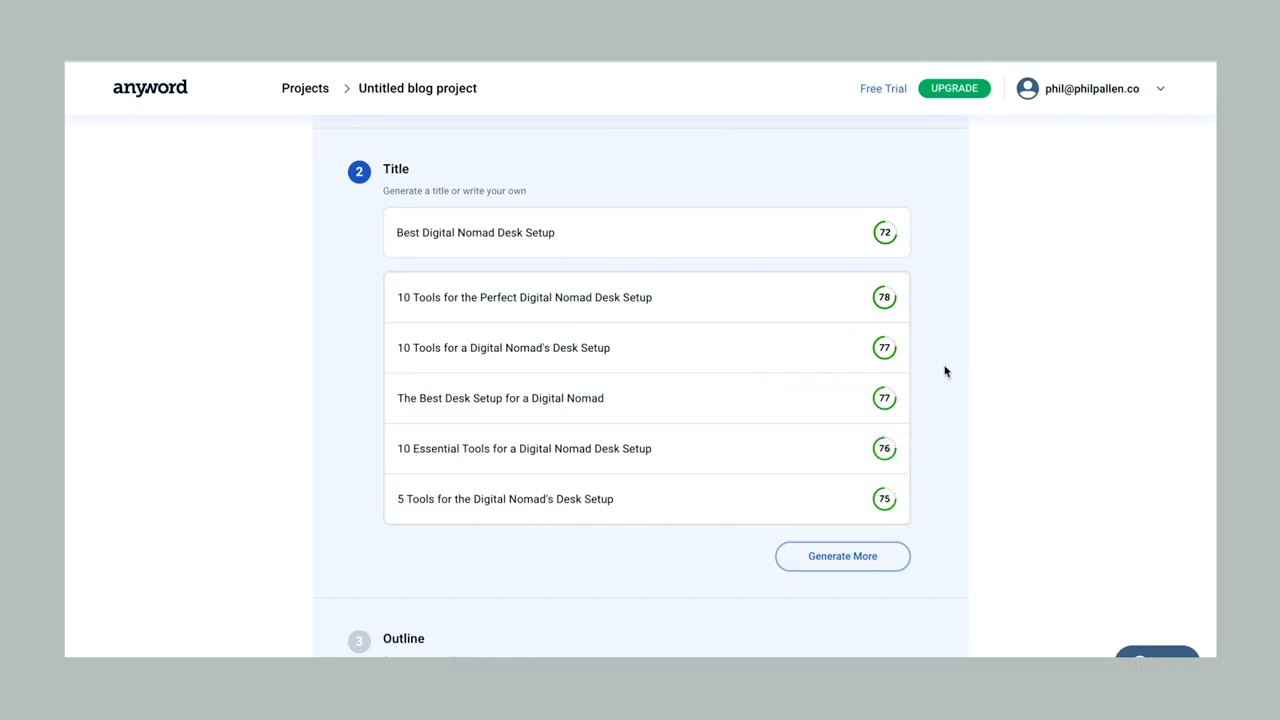 anyword
Projects > Untitled blog project
Free Trial
UPGRADE
phil@philpallen.co
2
Title
Generate a title or write your own
Best Digital Nomad Desk Setup
72
10 Tools for the Perfect Digital Nomad Desk Setup
78
10 Tools for a Digital Nomad's Desk Setup
77
The Best Desk Setup for a Digital Nomad
77
10 Essential Tools for a Digital Nomad Desk Setup
76
5 Tools for the Digital Nomad's Desk Setup
75
Generate More
3
Outline